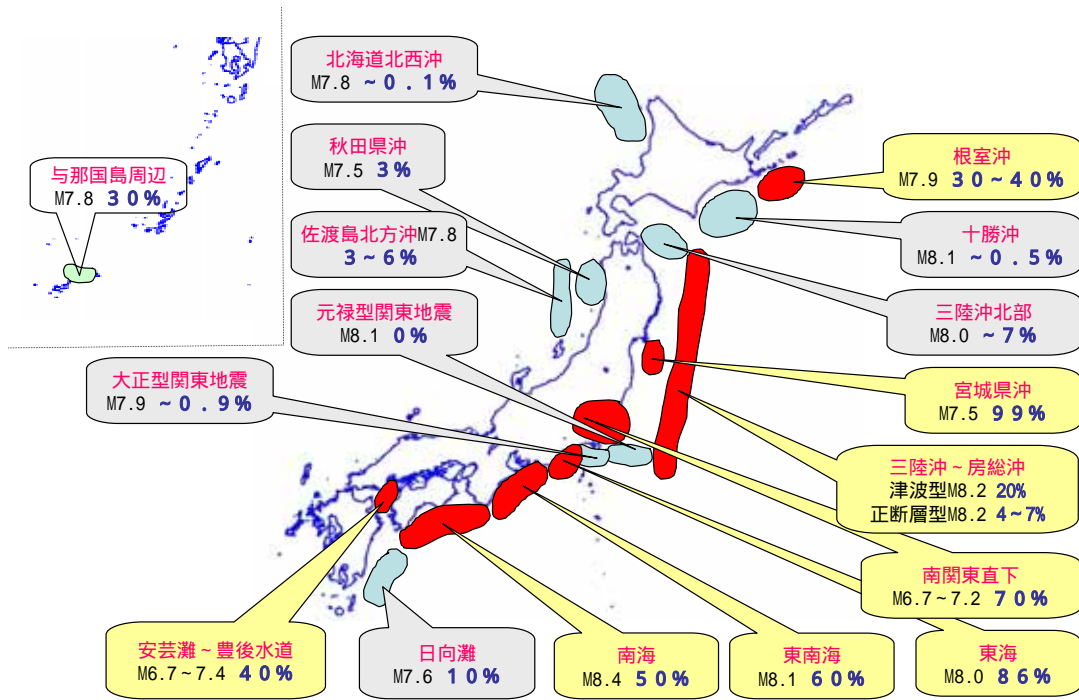 北海道北西沖
M7.8 ~0.1%
秋田県沖
M7.5 3%
与那国島周辺
M7.8 30%
根室沖
M7.9 30~40%
佐渡島北方沖M7.8
3~6%
十勝沖
M8.1 ~0.5%
元禄型関東地震
M8.1 0%
三陸沖北部
M8.0 ~7%
大正型関東地震
M7.9 ~0.9%
宮城県沖
M7.5 99%
三陸沖~房総沖
津波型M8.2 20%
正断層型M8.2 4~7%
南関東直下
M6.7~7.2 70%
安芸灘~豊後水道
M6.7~7.4 40%
日向灘
M7.6 10%
南海
M8.4 50%
東南海
M8.1 60%
東海
M8.0 86%